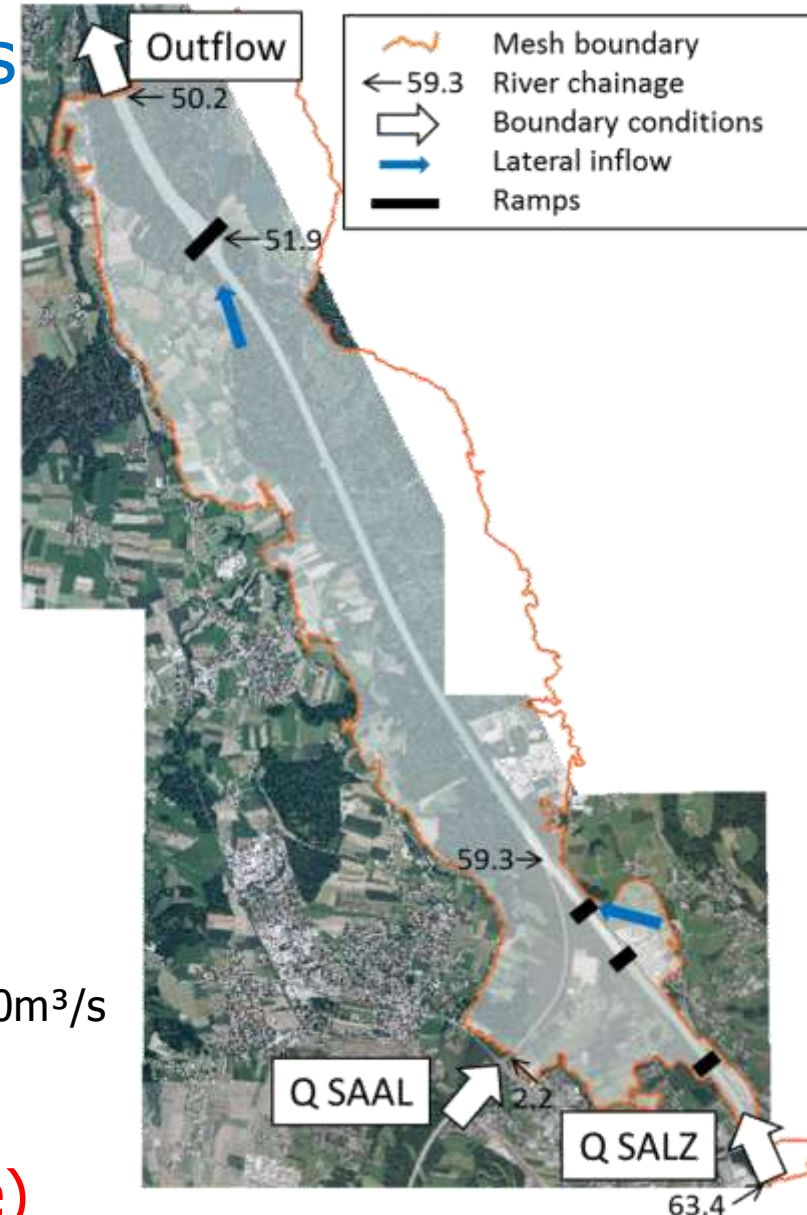 s
Outflow
Mesh boundary
←59.3 River chainage
Boundary conditions
Lateral inflow
Ramps
←50.2
←51.9
59.3→
0m³/s
Q SAAL
2.2
Q SALZ
63.4
e)